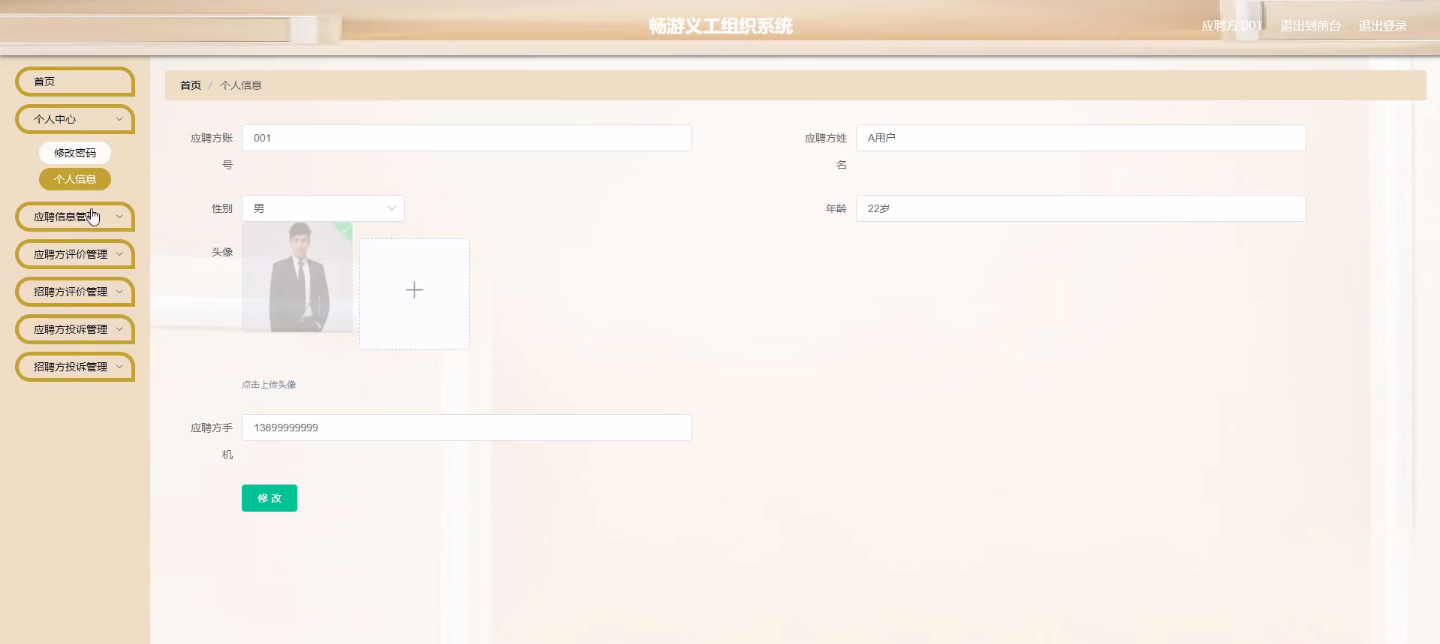 畅游义工组织系统
应聘方 001 退出到前台 退出登录
首页
个人中心
修改密码
个人信息
应聘信息管理
应聘方评价管理
招聘方评价管理
应聘方投诉管理
招聘方投诉管理
首页 / 个人信息
应聘方账号 001
应聘方姓名 A用户
性别 男
年龄 22岁
头像
点击上传头像
应聘方手机 13899999999
修改